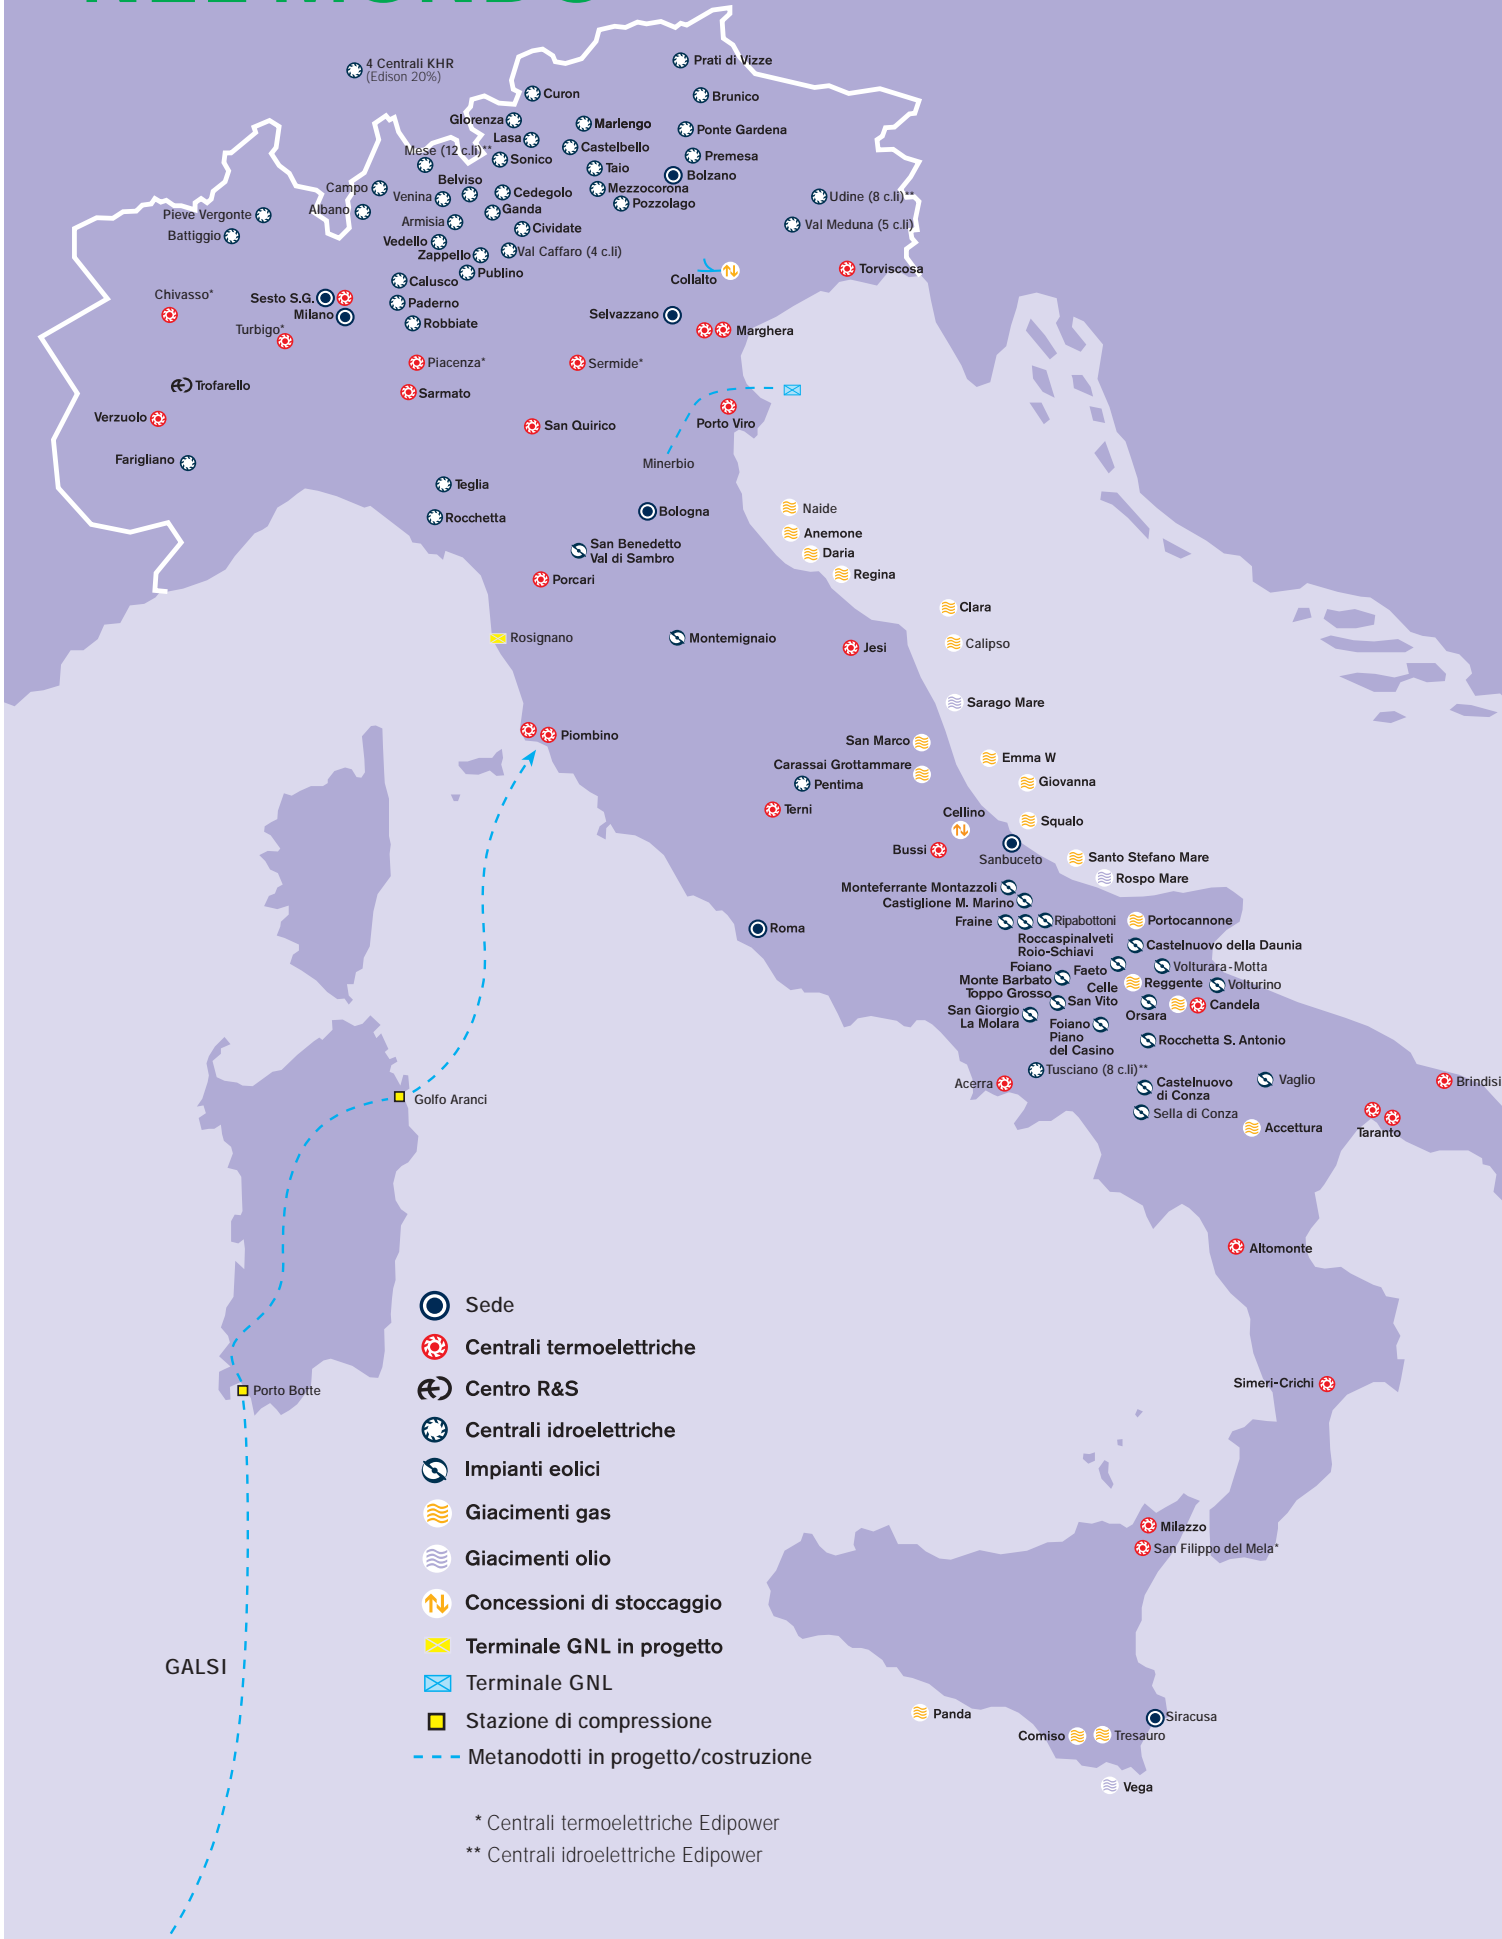 NEL MONDO
4 Centrali KHR
(Edison 20%)
Prati di Vizze
Curon
Brunico
Glorenza
Marlengo
Ponte Gardena
Lasa
Castelbello
Mese (12 c.li)**
Sonico
Premesa
Taio
Bolzano
Belviso
Campo
Venina
Cedegolo
Mezzocorona
Udine (8 c.li)**
Pozzolago
Albano
Ganda
Pieve Vergonte
Armisia
Cividate
Val Meduna (5 c.li)
Battiggio
Vedello
Zappello
Val Caffaro (4 c.li)
Publino
Torviscosa
Collalto
Calusco
Chivasso*
Sesto S.G.
Paderno
Milano
Selvazzano
Robbiate
Turbigo*
Marghera
Piacenza*
Sermide*
Trofarello
Sarmato
Verzuolo
San Quirico
Porto Viro
Farigliano
Minerbio
Teglia
Rocchetta
Bologna
Naide
Anemone
San Benedetto
Val di Sambro
Daria
Porcari
Regina
Clara
Rosignano
Montemignaio
Jesi
Calipso
Sarago Mare
Piombino
San Marco
Emma W
Carassai Grottammare
Giovanna
Pentima
Terni
Cellino
Squalo
Bussi
Sanbuceto
Santo Stefano Mare
Rospo Mare
Monteferrante Montazzoli
Castiglione M. Marino
Fraine
Ripabottoni
Portocannone
Roma
Roccaspinalveti
Roio-Schiavi
Castelnuovo della Daunia
Foiano
Monte Barbato
Toppo Grosso
Faeto
Volturara-Motta
Celle
San Vito
Reggente
Volturino
Orsara
Candela
San Giorgio
La Molara
Foiano
Piano
del Casino
Rocchetta S. Antonio
Tusciano (8 c.li)**
Acerra
Castelnuovo
di Conza
Vaglio
Brindisi
Golfo Aranci
Sella di Conza
Accettura
Taranto
Altomonte
Sede
Centrali termoelettriche
Simeri-Crichi
Porto Botte
Centro R&S
Centrali idroelettriche
Impianti eolici
Giacimenti gas
Milazzo
San Filippo del Mela*
Giacimenti olio
Concessioni di stoccaggio
Terminale GNL in progetto
GALSI
Terminale GNL
Panda
Siracusa
Stazione di compressione
Comiso
Tresauro
Metanodotti in progetto/costruzione
Vega
* Centrali termoelettriche Edipower
** Centrali idroelettriche Edipower